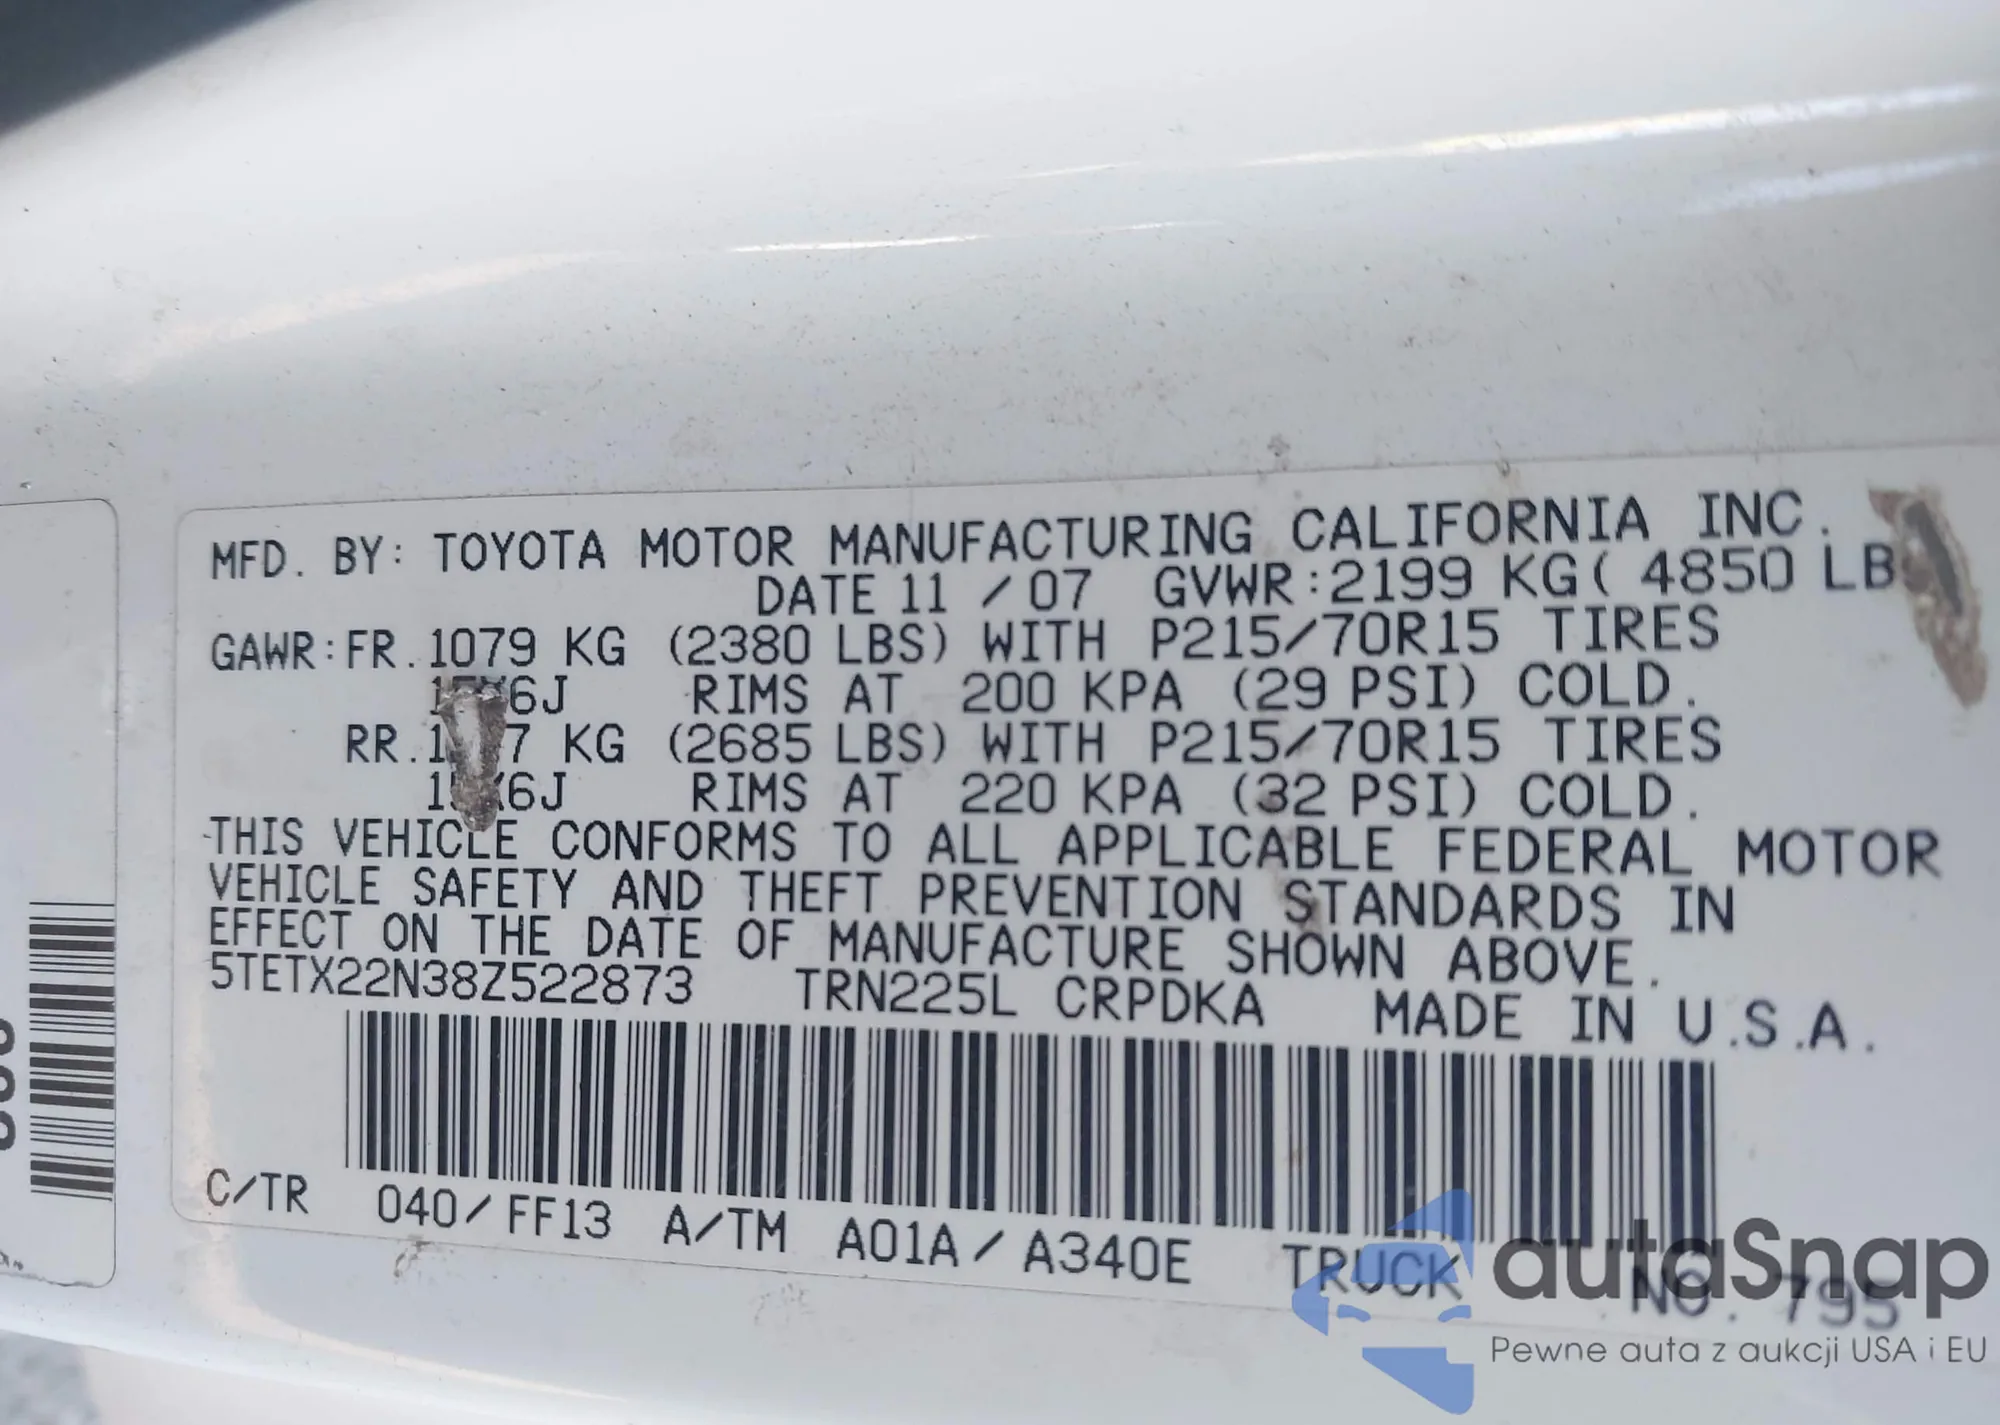 MFD. BY: TOYOTA MOTOR MANUFACTURING CALIFORNIA INC.
DATE 11 / 07 GVWR:2199 KG( 4850 LB
GAWR:FR. 1079 KG (2380 LBS) WITH P215/70R15 TIRES
RIMS AT 200 KPA (29 PSI) COLD.
RR. KG (2685 LBS) WITH P215/70R15 TIRES
RIMS AT 220 KPA (32 PSI) COLD.
THIS VEHICLE CONFORMS TO ALL APPLICABLE FEDERAL MOTOR
VEHICLE SAFETY AND THEFT PREVENTION STANDARDS IN
EFFECT ON THE DATE OF MANUFACTURE SHOWN ABOVE.
5TETX22N38Z522873 TRN225L CRPDKA MADE IN U.S.A.
C/TR 040/FF13 A/TM A01A/A340E TRUCK NO. 795
autaSnap
Pewne auta z aukcji USA i EU